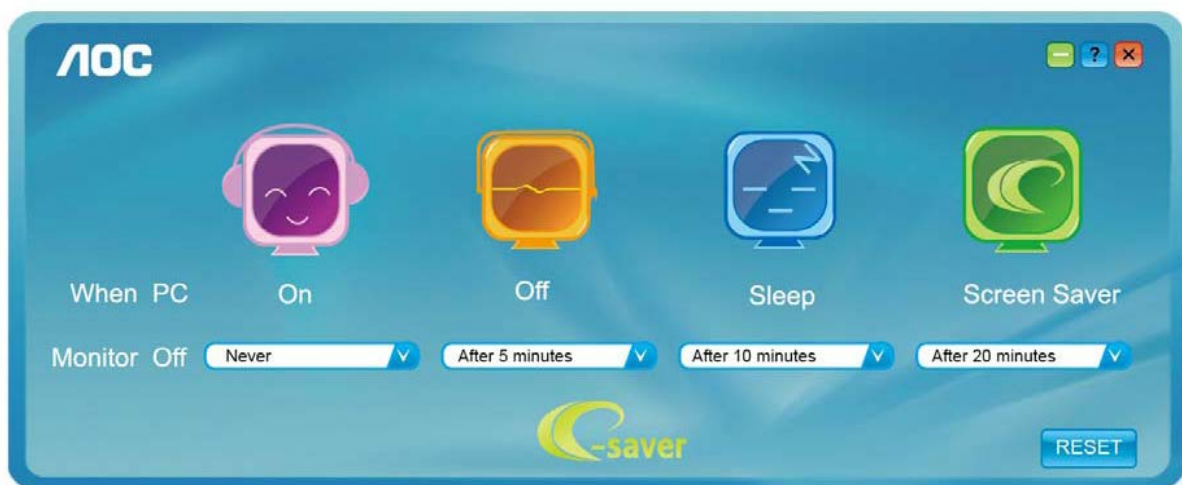 AOC
?
When PC On Off Sleep Screen Saver
Monitor Off Never After 5 minutes After 10 minutes After 20 minutes
e-saver
RESET